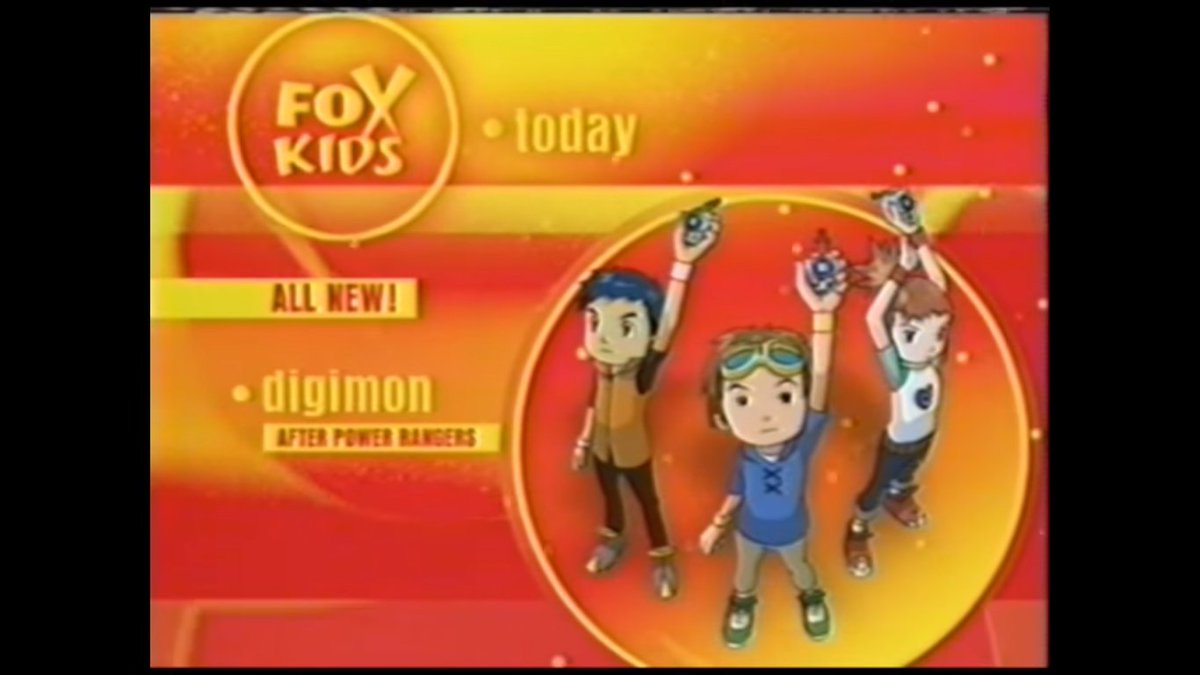 FOX
KIDS
• today
ALL NEW!
• digimon
AFTER POWER RANGERS